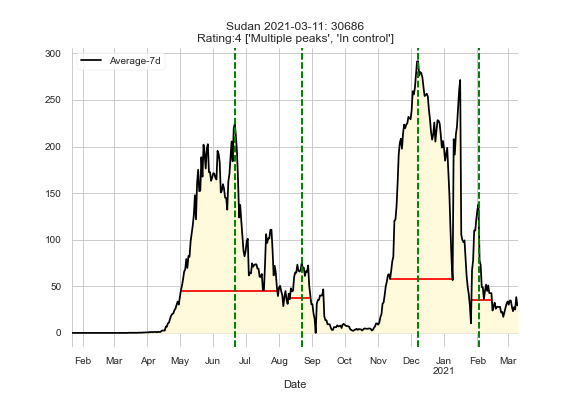 Sudan 2021-03-11: 30686
Rating:4 ['Multiple peaks', 'In control']
Average-7d
300
250
200
150
100
50
0
Feb Mar Apr May Jun Jul Aug Sep Oct Nov Dec Jan Feb Mar
2021
Date